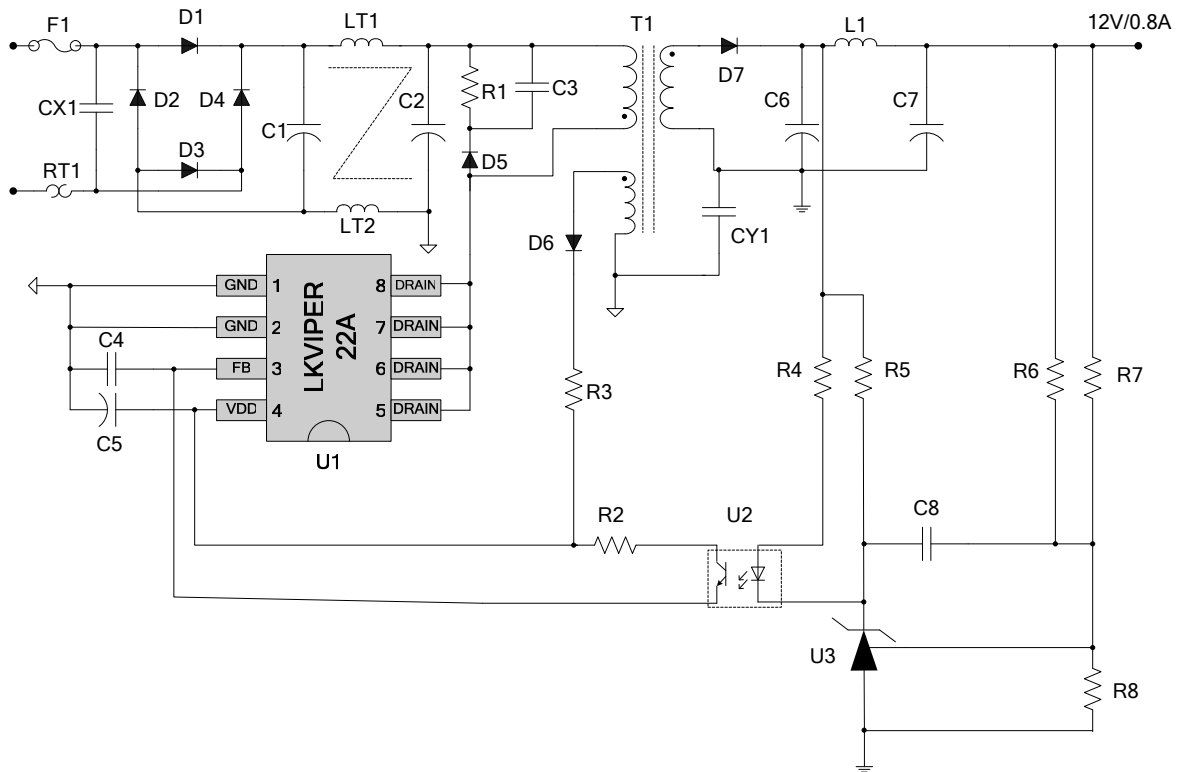 F1
D1
LT1
T1
L1
12V/0.8A
CX1
D2
D4
C1
C2
R1
C3
D7
C6
C7
D3
D5
RT1
LT2
D6
CY1
GND 1
8 DRAIN
GND 2
7 DRAIN
C4
FB 3
6 DRAIN
VDD 4
5 DRAIN
C5
LKVIPER
22A
U1
R3
R4
R5
R6
R7
R2
U2
C8
U3
R8